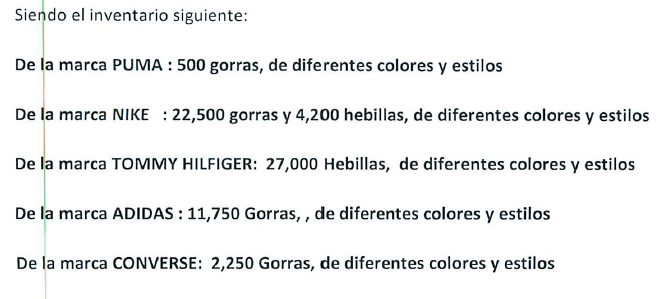 Siendo el inventario siguiente:
De la marca PUMA : 500 gorras, de diferentes colores y estilos
De la marca NIKE : 22,500 gorras y 4,200 hebillas, de diferentes colores y estilos
De la marca TOMMY HILFIGER: 27,000 Hebillas, de diferentes colores y estilos
De la marca ADIDAS : 11,750 Gorras, , de diferentes colores y estilos
De la marca CONVERSE: 2,250 Gorras, de diferentes colores y estilos